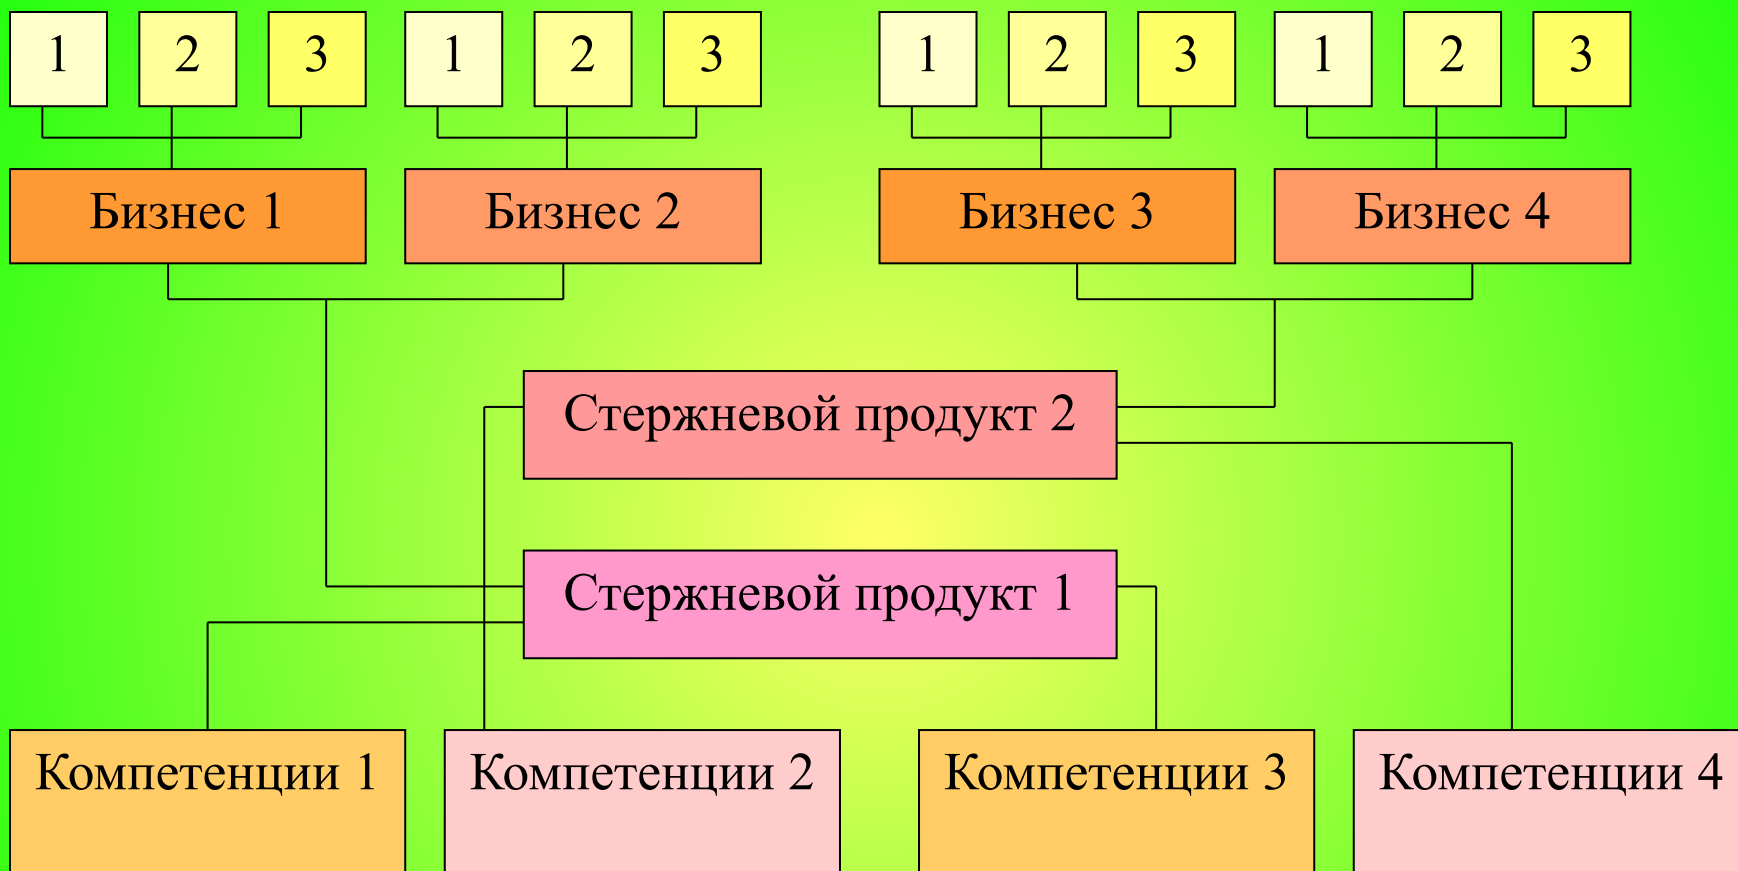 1 2 3 1 2 3 1 2 3 1 2 3
Бизнес 1 Бизнес 2 Бизнес 3 Бизнес 4
Стержневой продукт 2
Стержневой продукт 1
Компетенции 1 Компетенции 2 Компетенции 3 Компетенции 4